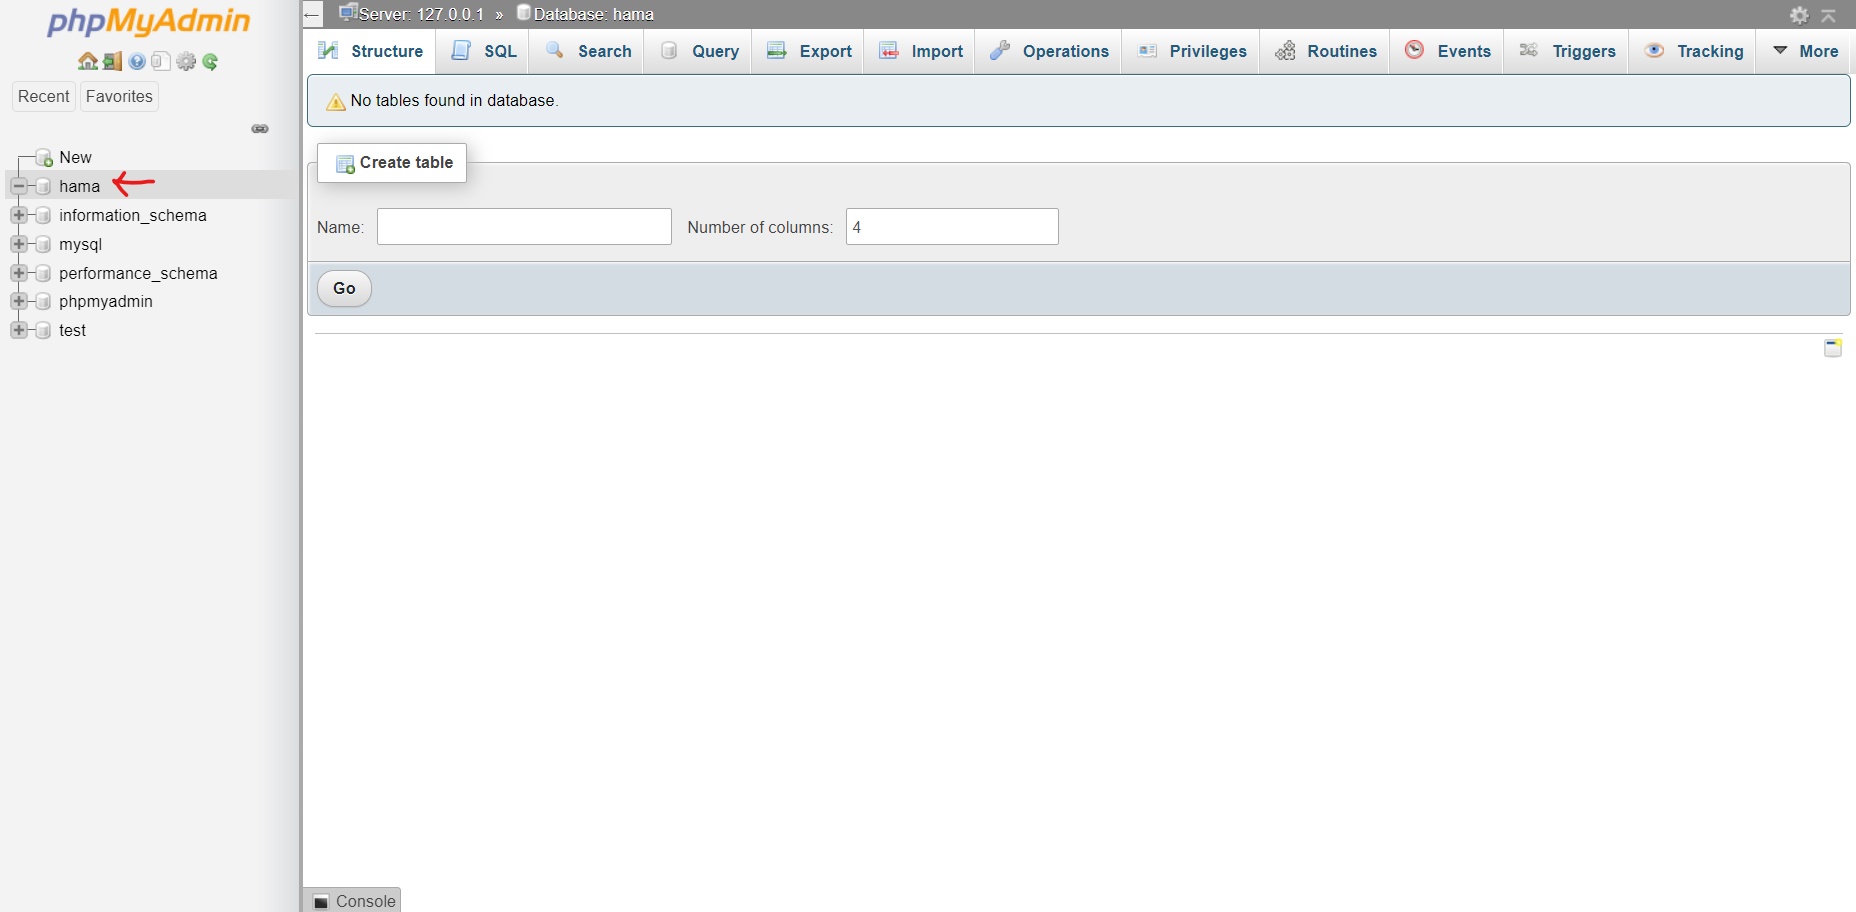 phpMyAdmin
Recent Favorites
New
hama
information_schema
mysql
performance_schema
phpmyadmin
test
Server: 127.0.0.1 » Database: hama
Structure SQL Search Query Export Import Operations Privileges Routines Events Triggers Tracking More
No tables found in database.
Create table
Name: Number of columns: 4
Go
Console